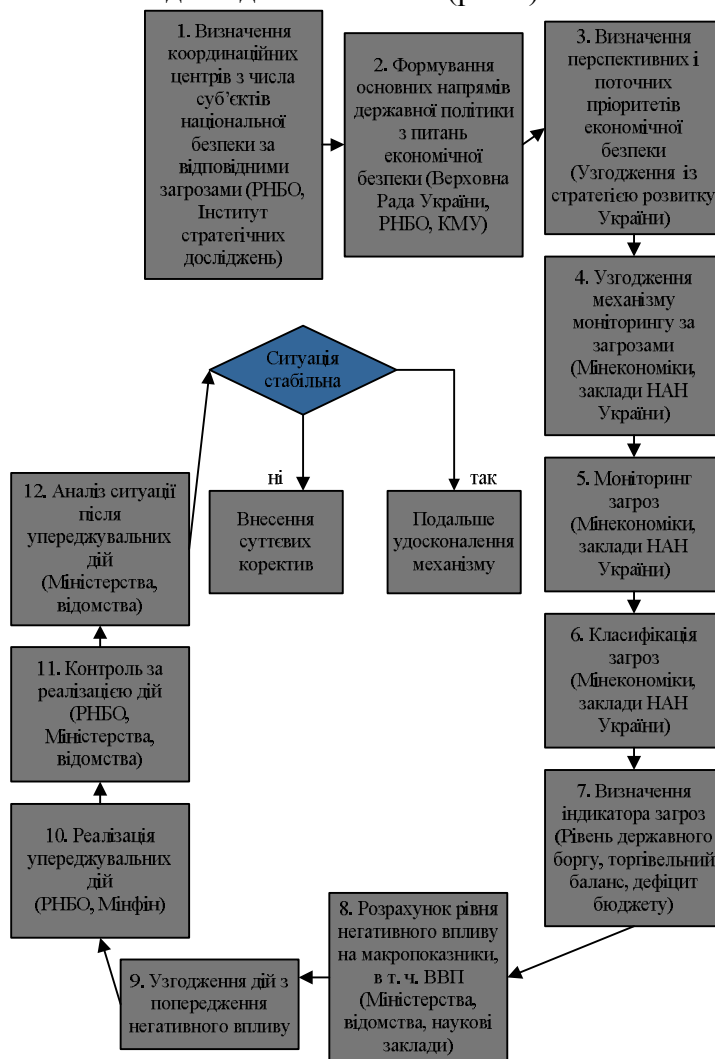 1. Визначення
координаційних
центрів з числа
суб’єктів
національної
безпеки за
відповідними
загрозами (РНБО,
Інститут
стратегічних
досліджень)
2. Формування
основних напрямів
державної політики
з питань
економічної
безпеки (Верховна
Рада України,
РНБО, КМУ)
3. Визначення
перспективних і
поточних
пріоритетів
економічної
безпеки
(Узгодження із
стратегією розвитку
України)
4. Узгодження
механізму
моніторингу за
загрозами
(Мінекономіки,
заклади НАН
України)
5. Моніторинг
загроз
(Мінекономіки,
заклади НАН
України)
6. Класифікація
загроз
(Мінекономіки,
заклади НАН
України)
7. Визначення
індикатора загроз
(Рівень державного
боргу, торгівельний
баланс, дефіцит
бюджету)
8. Розрахунок рівня
негативного впливу
на макропоказники,
в т. ч. ВВП
(Міністерства,
відомства, наукові
заклади)
9. Узгодження дій з
попередження
негативного впливу
10. Реалізація
упереджувальних
дій
(РНБО, Мінфін)
11. Контроль за
реалізацією дій
(РНБО,
Міністерства,
відомства)
12. Аналіз ситуації
після
упереджувальних
дій
(Міністерства,
відомства)
Ситуація
стабільна
ні
так
Внесення
суттєвих
коректив
Подальше
удосконалення
механізму